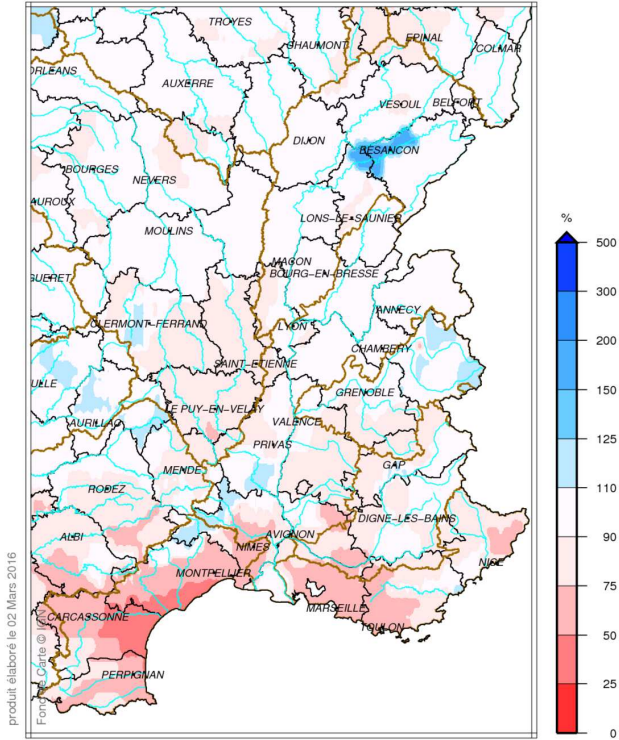 TROYES
CHAUMONT
EPINAL
COLMAR
ORLEANS
AUXERRE
VESOUL
BELFORT
DIJON
BESANCON
BOURGES
NEVERS
AUROUX
LONS-LE-SAUNIER
MOULINS
MACON
BOURG-EN-BRESSE
GUERET
ANNECY
CLERMONT-FERRAND
LYON
CHAMBERY
SAINT-ETIENNE
ULLE
GRENOBLE
LE PUY-EN-VELAY
AURILLAC
VALENCE
PRIVAS
MENDE
GAP
RODEZ
DIGNE-LES-BAINS
ALBI
AVIGNON
NIMES
NICE
MONTPELLIER
MARSEILLE
CARCASSONNE
TOULON
PERPIGNAN
%
500
300
200
150
125
110
90
75
50
25
0
produit élaboré le 02 Mars 2016
Fond de Carte © IGN